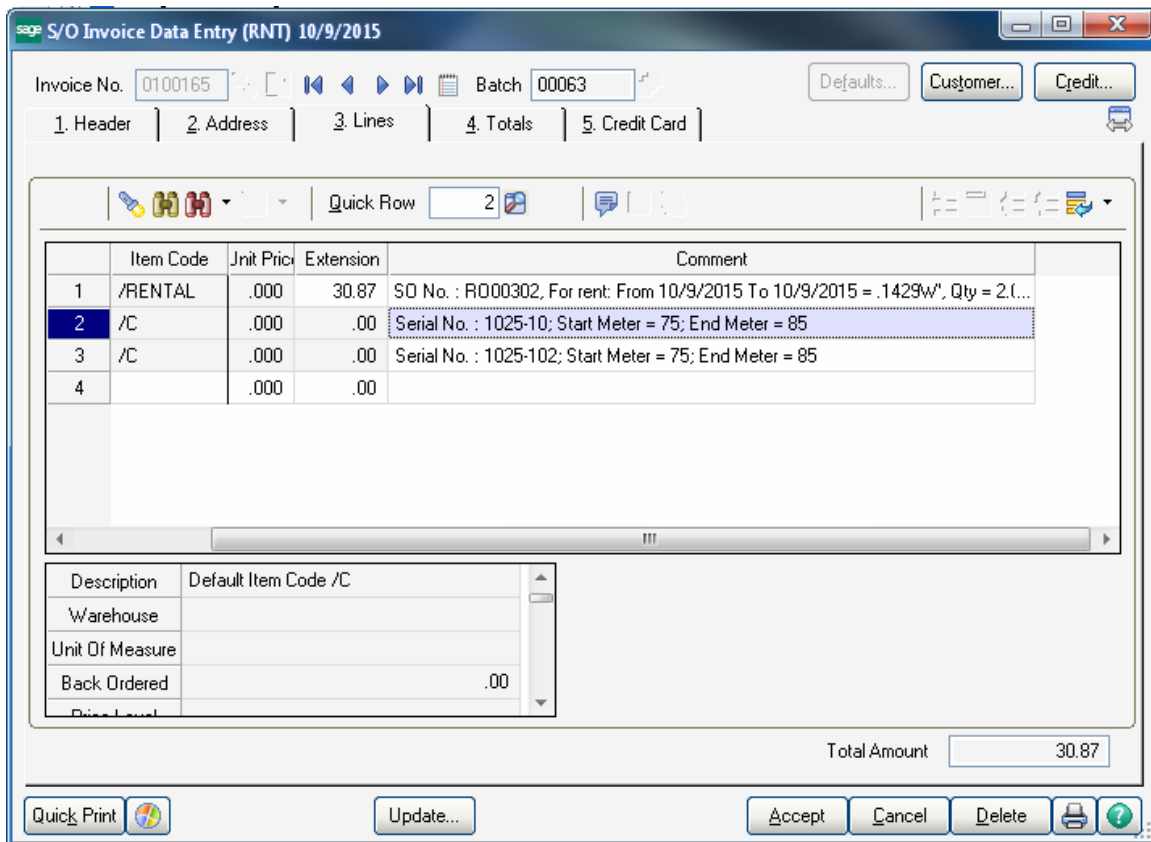 sage S/O Invoice Data Entry (RNT) 10/9/2015
Invoice No. 0100165 Batch 00063 Defaults... Customer... Credit...
1. Header 2. Address 3. Lines 4. Totals 5. Credit Card
Quick Row 2
Item Code Unit Price Extension Comment
1 /RENTAL .000 30.87 SO No. : RO00302, For rent: From 10/9/2015 To 10/9/2015 = .1429W", Qty = 2.(...
2 /C .000 .00 Serial No. : 1025-10; Start Meter = 75; End Meter = 85
3 /C .000 .00 Serial No. : 1025-102; Start Meter = 75; End Meter = 85
4 .000 .00
Description Default Item Code /C
Warehouse
Unit Of Measure
Back Ordered .00
Price Level
Total Amount 30.87
Quick Print Update... Accept Cancel Delete